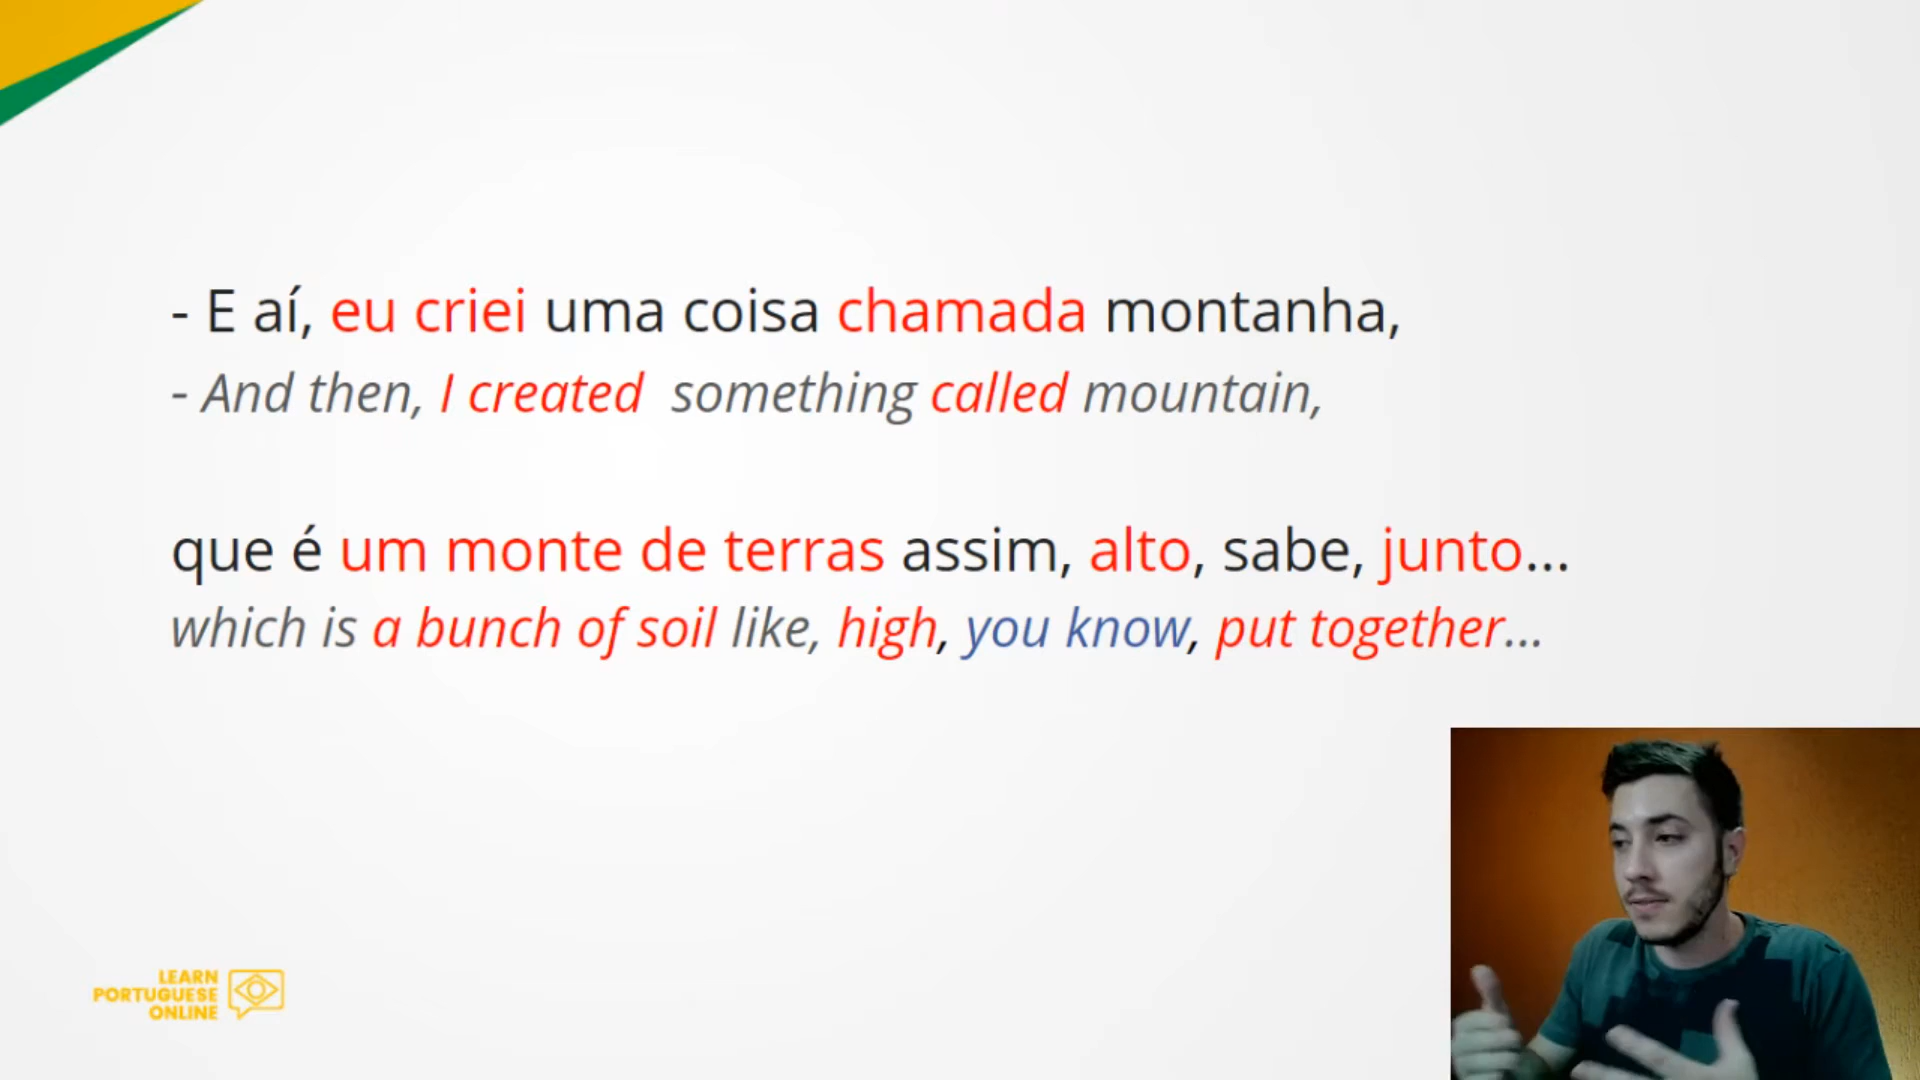 - E aí, eu criei uma coisa chamada montanha,
- And then, I created something called mountain,
que é um monte de terras assim, alto, sabe, junto...
which is a bunch of soil like, high, you know, put together...
LEARN
PORTUGUESE
ONLINE